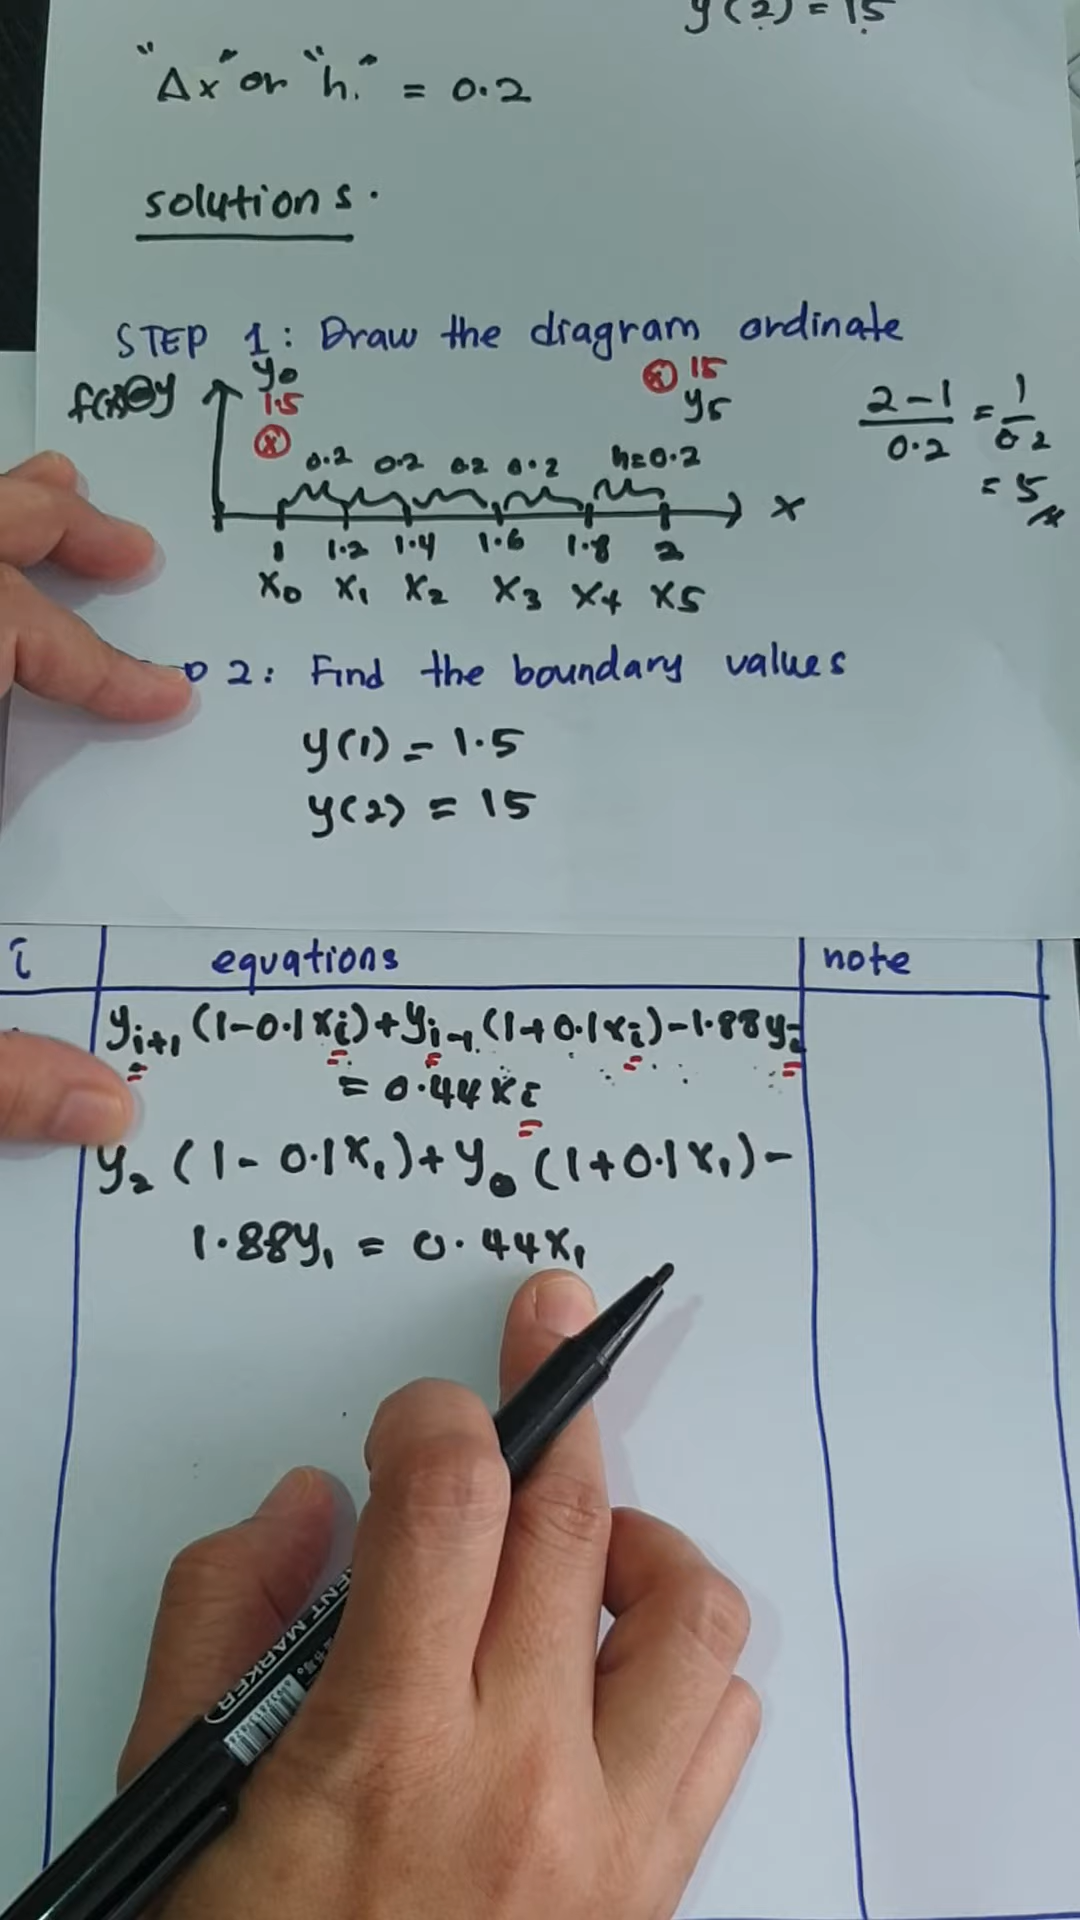 y(2) = 15
"Δx" or "h." = 0.2
solutions.
STEP 1: Draw the diagram ordinate
f(x)@y y0 1.5 x
x 15 y5
2-1/0.2 = 1/0.2
= 5
0.2 0.2 0.2 0.2 h=0.2
x
1 1.2 1.4 1.6 1.8 2
x0 x1 x2 x3 x4 x5
2: Find the boundary values
y(1) = 1.5
y(2) = 15
i equations note
yi+1 (1-0.1xi)+yi-1 (1+0.1xi)-1.88yi
= 0.44xi
y2 (1-0.1x1)+y0 (1+0.1x1)-
1.88y1 = 0.44x1
MARKER